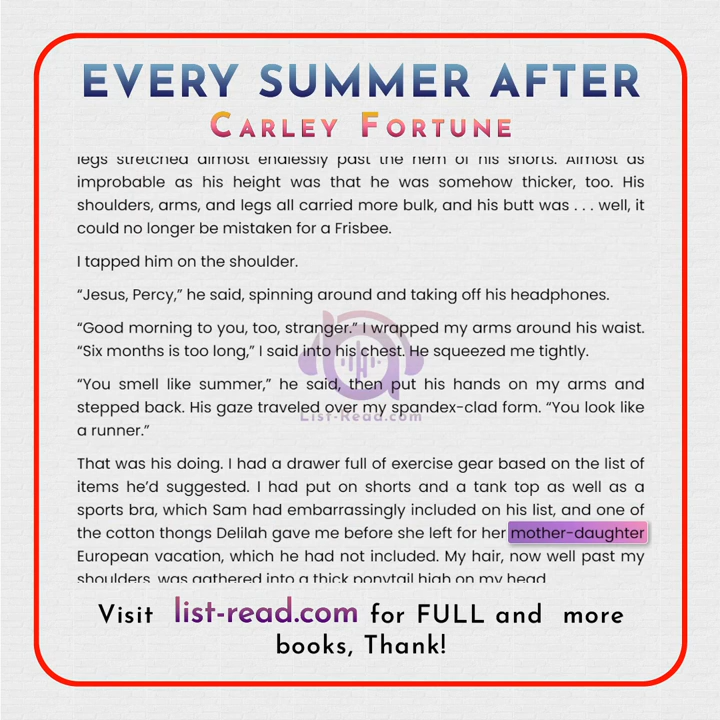 EVERY SUMMER AFTER
CARLEY FORTUNE
legs stretched almost endlessly past the hem of his shorts. Almost as
improbable as his height was that he was somehow thicker, too. His
shoulders, arms, and legs all carried more bulk, and his butt was . . . well, it
could no longer be mistaken for a Frisbee.
I tapped him on the shoulder.
“Jesus, Percy,” he said, spinning around and taking off his headphones.
“Good morning to you, too, stranger.” I wrapped my arms around his waist.
“Six months is too long,” I said into his chest. He squeezed me tightly.
“You smell like summer,” he said, then put his hands on my arms and
stepped back. His gaze traveled over my spandex-clad form. “You look like
a runner.”
List-Read.com
That was his doing. I had a drawer full of exercise gear based on the list of
items he’d suggested. I had put on shorts and a tank top as well as a
sports bra, which Sam had embarrassingly included on his list, and one of
the cotton thongs Delilah gave me before she left for her mother-daughter
European vacation, which he had not included. My hair, now well past my
shoulders, was gathered into a thick ponytail high on my head
Visit list-read.com for FULL and more
books, Thank!